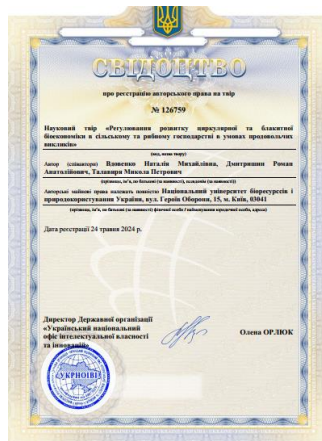 СВІДОЦТВО
про реєстрацію авторського права на твір
№ 126759
Науковий твір «Регулювання розвитку циркулярної та блакитної
біоекономіки в сільському та рибному господарстві в умовах продовольчих
викликів»
(вид, назва твору)
Автор (співавтори) Вдовенко Наталія Михайлівна, Дмитришин Роман
Анатолійович, Талавиря Микола Петрович
(прізвище, ім'я, по батькові (за наявності), псевдонім (за наявності))
Авторські майнові права належать повністю Національний університет біоресурсів і
природокористування України, вул. Героїв Оборони, 15, м. Київ, 03041
(прізвище, ім'я, по батькові (за наявності) фізичної особи / найменування юридичної особи, адреса)
Дата реєстрації 24 травня 2024 р.
Директор Державної організації
«Український національний
офіс інтелектуальної власності
та інновацій»
Олена ОРЛЮК
УКРНОІВІ